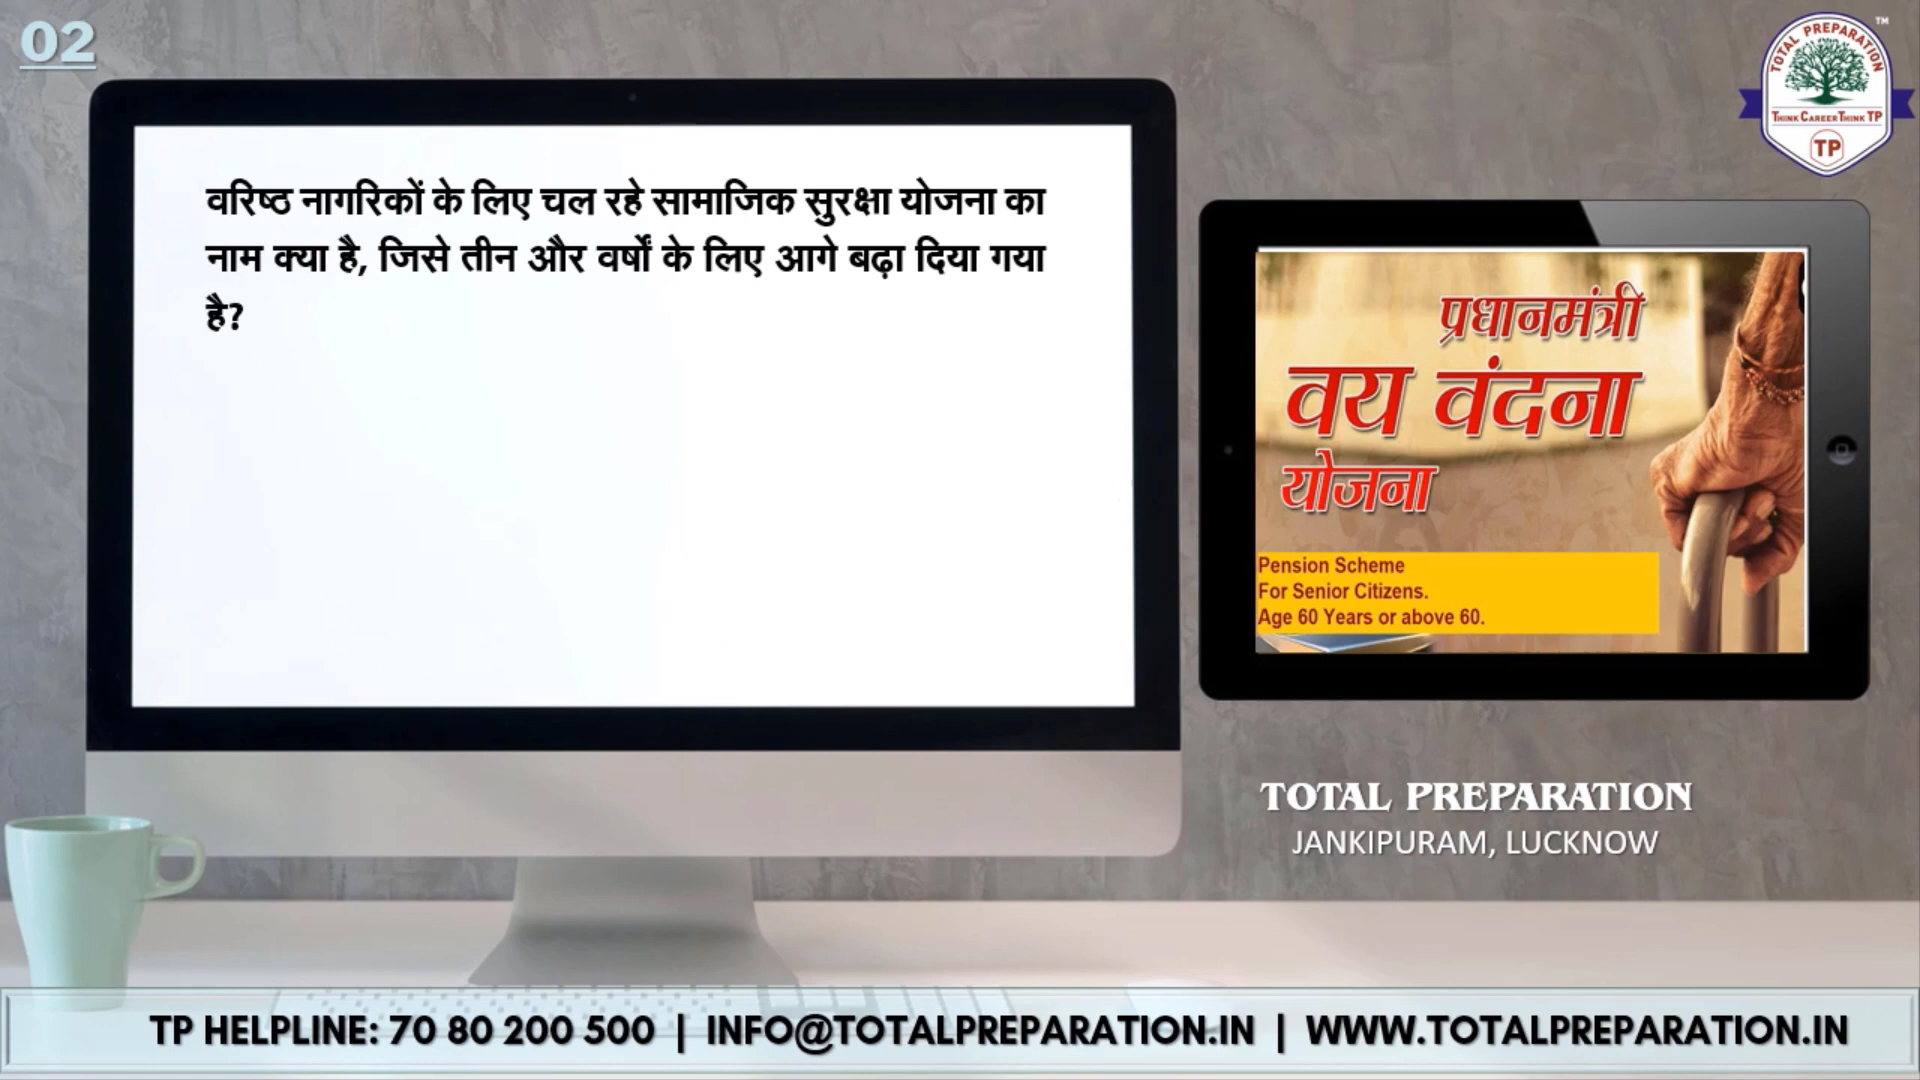 02
वरिष्ठ नागरिकों के लिए चल रहे सामाजिक सुरक्षा योजना का
नाम क्या है, जिसे तीन और वर्षों के लिए आगे बढ़ा दिया गया
है?
TM
TOTAL PREPARATION
THINK CAREER THINK TP
TP
प्रधानमंत्री
वय वंदना
योजना
Pension Scheme
For Senior Citizens.
Age 60 Years or above 60.
TOTAL PREPARATION
JANKIPURAM, LUCKNOW
TP HELPLINE: 70 80 200 500 | INFO@TOTALPREPARATION.IN | WWW.TOTALPREPARATION.IN